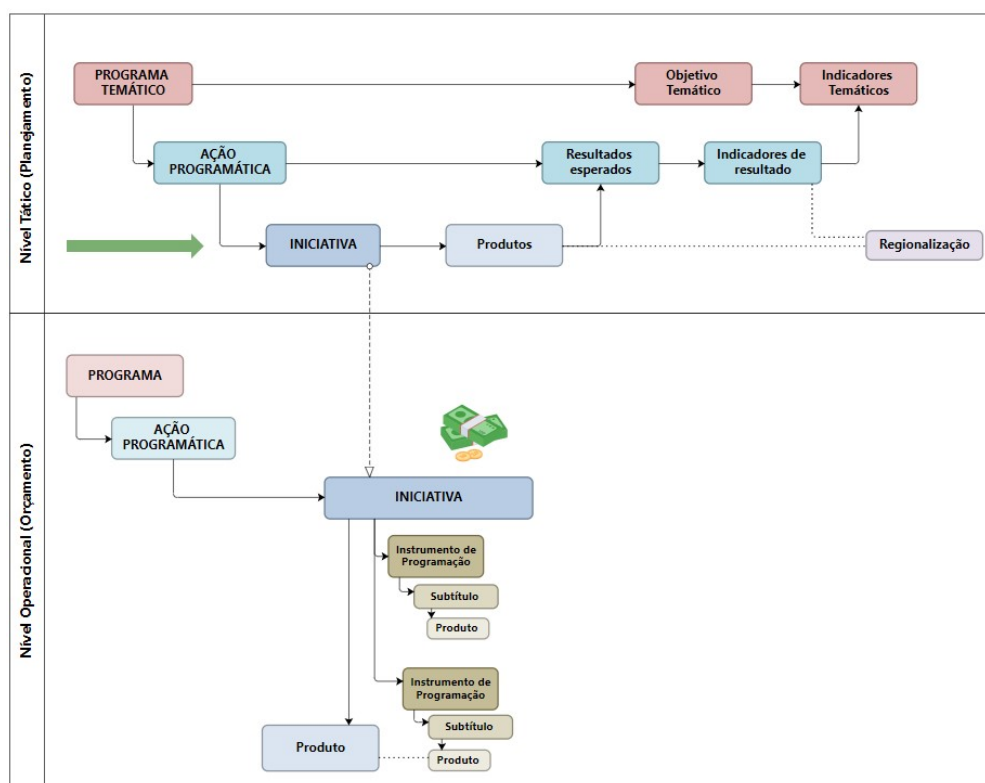 Nível Tático (Planejamento)
PROGRAMA
TEMÁTICO
Objetivo
Temático
Indicadores
Temáticos
AÇÃO
PROGRAMÁTICA
Resultados
esperados
Indicadores de
resultado
INICIATIVA
Produtos
Regionalização
Nível Operadonal (Orçamento)
PROGRAMA
AÇÃO
PROGRAMÁTICA
INICIATIVA
Instrumento de
Programação
Subtítulo
Produto
Instrumento de
Programação
Subtítulo
Produto
Produto